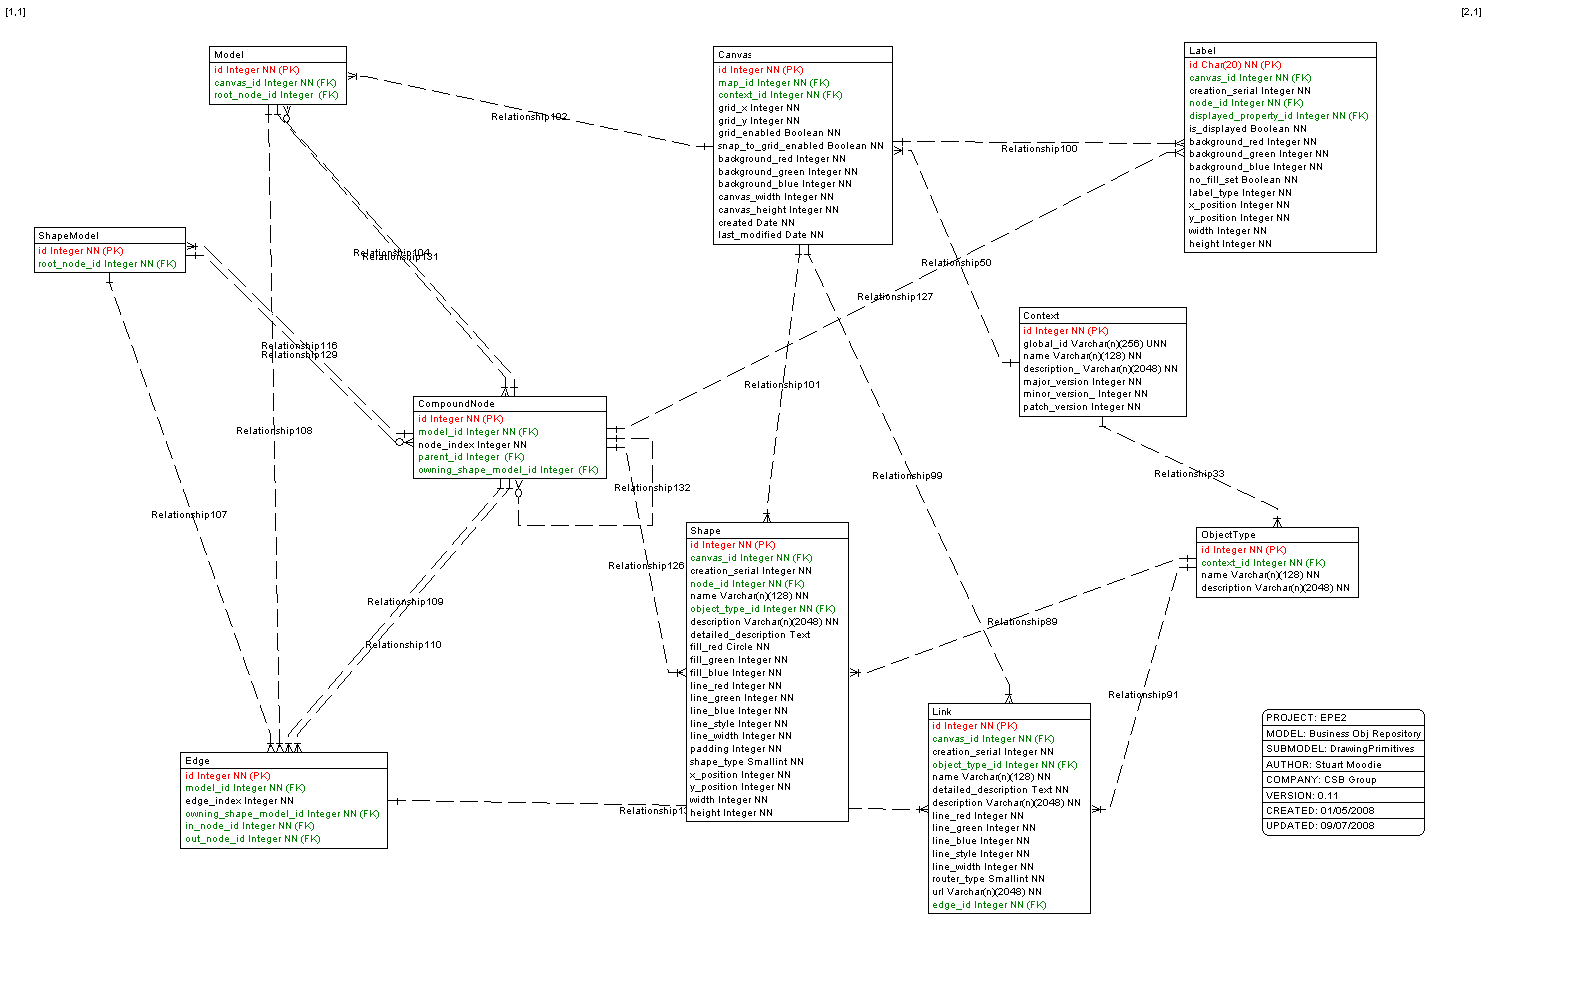 [1,1]
[2,1]
Model
id Integer NN (PK)
canvas_id Integer NN (FK)
root_node_id Integer (FK)
Canvas
id Integer NN (PK)
map_id Integer NN (FK)
context_id Integer NN (FK)
grid_x Integer NN
grid_y Integer NN
grid_enabled Boolean NN
snap_to_grid_enabled Boolean NN
background_red Integer NN
background_green Integer NN
background_blue Integer NN
canvas_width Integer NN
canvas_height Integer NN
created Date NN
last_modified Date NN
Label
id Char(20) NN (PK)
canvas_id Integer NN (FK)
creation_serial Integer NN
node_id Integer NN (FK)
displayed_property_id Integer NN (FK)
is_displayed Boolean NN
background_red Integer NN
background_green Integer NN
background_blue Integer NN
no_fill_set Boolean NN
label_type Integer NN
x_position Integer NN
y_position Integer NN
width Integer NN
height Integer NN
Relationship102
Relationship100
ShapeModel
id Integer NN (PK)
root_node_id Integer NN (FK)
Relationship104
Relationship131
Relationship50
Relationship127
Context
id Integer NN (PK)
global_id Varchar(n)(256) UNN
name Varchar(n)(128) NN
description_ Varchar(n)(2048) NN
major_version Integer NN
minor_version_ Integer NN
patch_version Integer NN
Relationship116
Relationship129
Relationship101
CompoundNode
id Integer NN (PK)
model_id Integer NN (FK)
node_index Integer NN
parent_id Integer (FK)
owning_shape_model_id Integer (FK)
Relationship108
Relationship99
Relationship33
Relationship132
Relationship107
Shape
id Integer NN (PK)
canvas_id Integer NN (FK)
creation_serial Integer NN
node_id Integer NN (FK)
name Varchar(n)(128) NN
object_type_id Integer NN (FK)
description Varchar(n)(2048) NN
detailed_description Text
fill_red Circle NN
fill_green Integer NN
fill_blue Integer NN
line_red Integer NN
line_green Integer NN
line_blue Integer NN
line_style Integer NN
line_width Integer NN
padding Integer NN
shape_type Smallint NN
x_position Integer NN
y_position Integer NN
width Integer NN
height Integer NN
ObjectType
id Integer NN (PK)
context_id Integer NN (FK)
name Varchar(n)(128) NN
description Varchar(n)(2048) NN
Relationship126
Relationship109
Relationship89
Relationship110
Relationship91
Link
id Integer NN (PK)
canvas_id Integer NN (FK)
creation_serial Integer NN
object_type_id Integer NN (FK)
name Varchar(n)(128) NN
detailed_description Text NN
description Varchar(n)(2048) NN
line_red Integer NN
line_green Integer NN
line_blue Integer NN
line_style Integer NN
line_width Integer NN
router_type Smallint NN
url Varchar(n)(2048) NN
edge_id Integer NN (FK)
Edge
id Integer NN (PK)
model_id Integer NN (FK)
edge_index Integer NN
owning_shape_model_id Integer NN (FK)
in_node_id Integer NN (FK)
out_node_id Integer NN (FK)
PROJECT: EPE2
MODEL: Business Obj Repository
SUBMODEL: DrawingPrimitives
AUTHOR: Stuart Moodie
COMPANY: CSB Group
VERSION: 0.11
CREATED: 01/05/2008
UPDATED: 09/07/2008